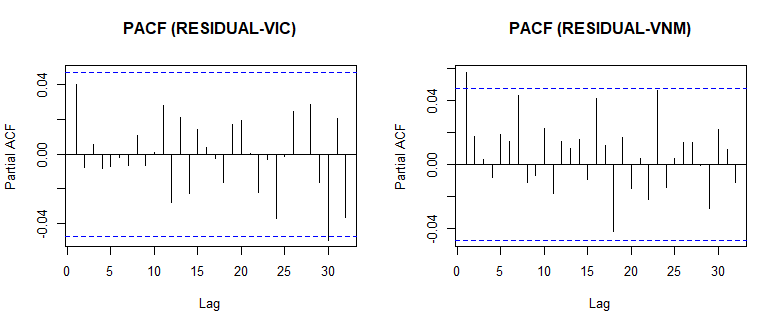 PACF (RESIDUAL-VIC)
Partial ACF
0.04
0.00
-0.04
0 5 10 15 20 25 30
Lag
PACF (RESIDUAL-VNM)
Partial ACF
0.04
0.00
-0.04
0 5 10 15 20 25 30
Lag